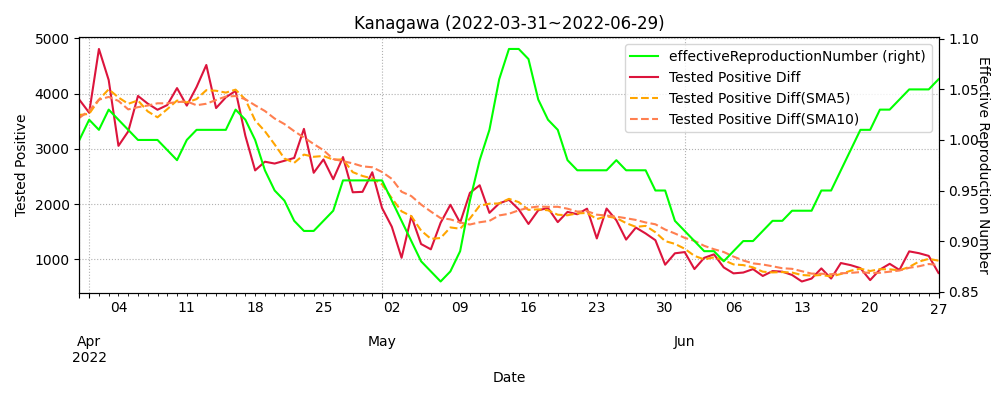 Kanagawa (2022-03-31~2022-06-29)
effectiveReproductionNumber (right)
Tested Positive Diff
Tested Positive Diff(SMA5)
Tested Positive Diff(SMA10)
Tested Positive
5000
4000
3000
2000
1000
Effective Reproduction Number
1.10
1.05
1.00
0.95
0.90
0.85
04 11 18 25 02 09 16 23 30 06 13 20 27
Apr May Jun
2022
Date